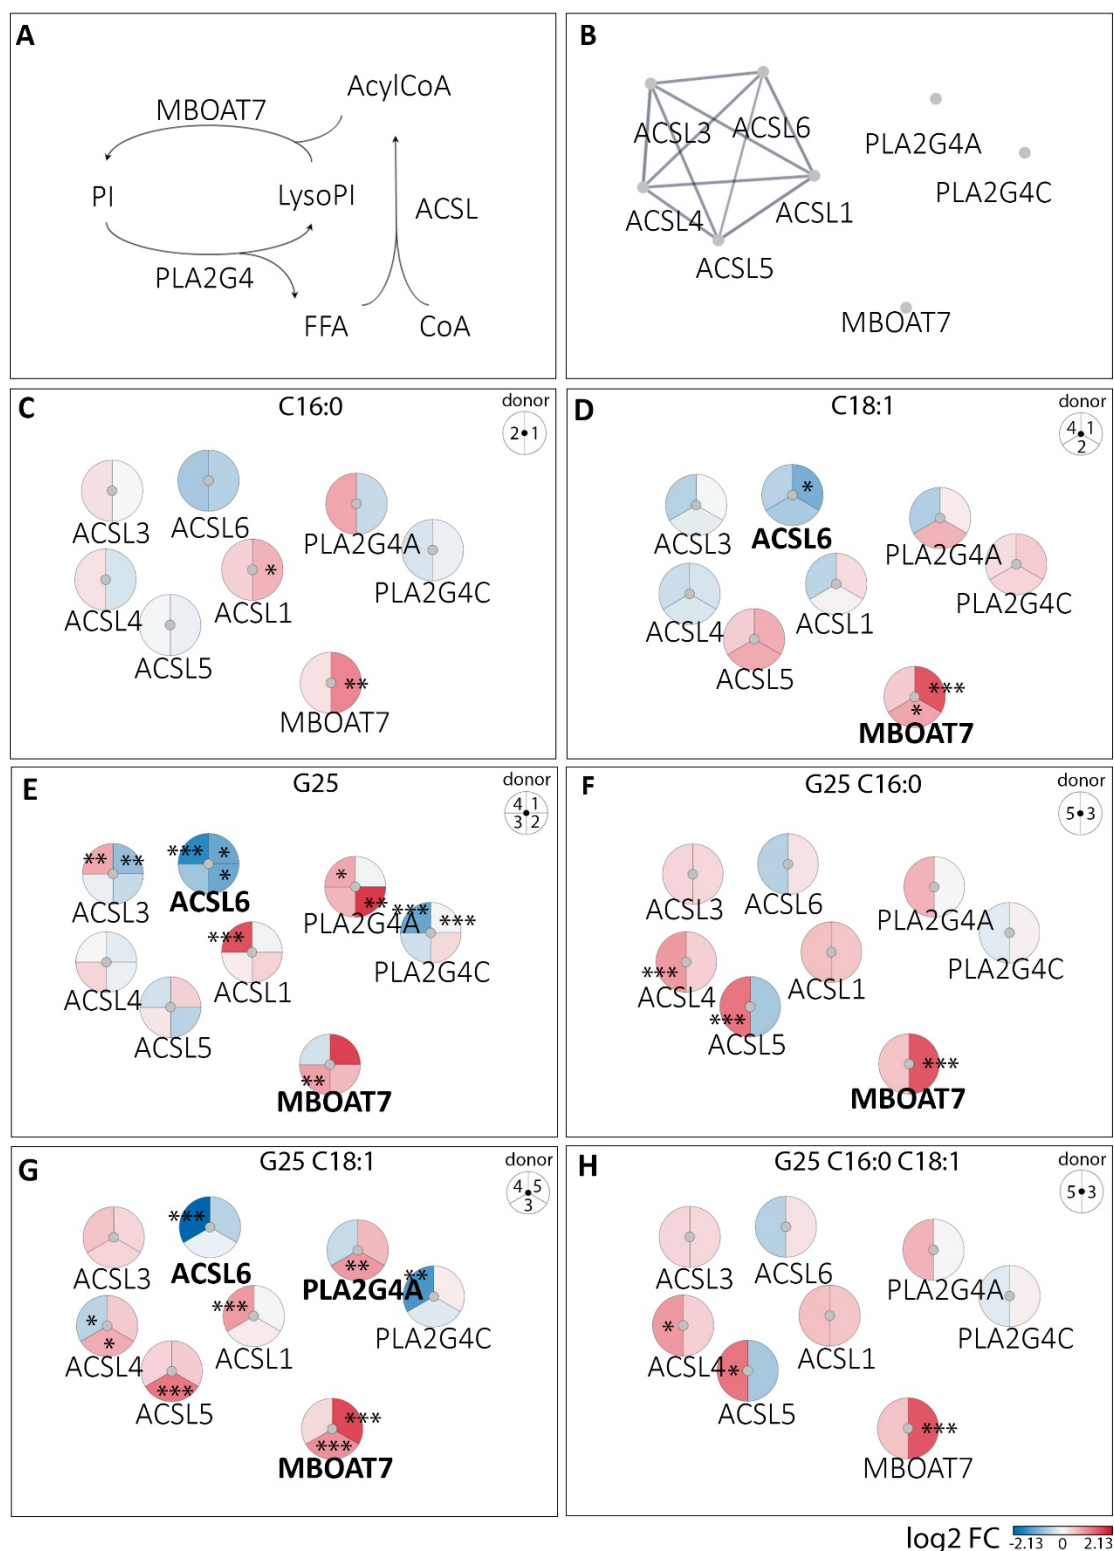 A
AcylCoA
MBOAT7
PI
LysoPI
ACSL
PLA2G4
FFA
CoA
B
ACSL3
ACSL6
PLA2G4A
PLA2G4C
ACSL4
ACSL1
ACSL5
MBOAT7
C
C16:0
donor
2 1
ACSL3
ACSL6
PLA2G4A
*
ACSL4
ACSL1
PLA2G4C
ACSL5
**
MBOAT7
D
C18:1
donor
4 1
2
*
ACSL3
ACSL6
PLA2G4A
PLA2G4C
ACSL4
ACSL1
ACSL5
***
*
MBOAT7
E
G25
donor
4 1
3 2
** **
*** *
*
ACSL3
ACSL6
*
**
PLA2G4A
*** ***
***
ACSL4
ACSL1
PLA2G4C
ACSL5
**
MBOAT7
F
G25 C16:0
donor
5 3
ACSL3
ACSL6
PLA2G4A
PLA2G4C
***
ACSL4
ACSL1
***
ACSL5
***
MBOAT7
G
G25 C18:1
donor
4 5
3
***
ACSL3
ACSL6
**
PLA2G4A
**
PLA2G4C
*
*
ACSL4
***
ACSL1
***
ACSL5
***
***
MBOAT7
H
G25 C16:0 C18:1
donor
5 3
ACSL3
ACSL6
PLA2G4A
PLA2G4C
*
ACSL4
ACSL1
*
ACSL5
***
MBOAT7
log2 FC
-2.13 0 2.13